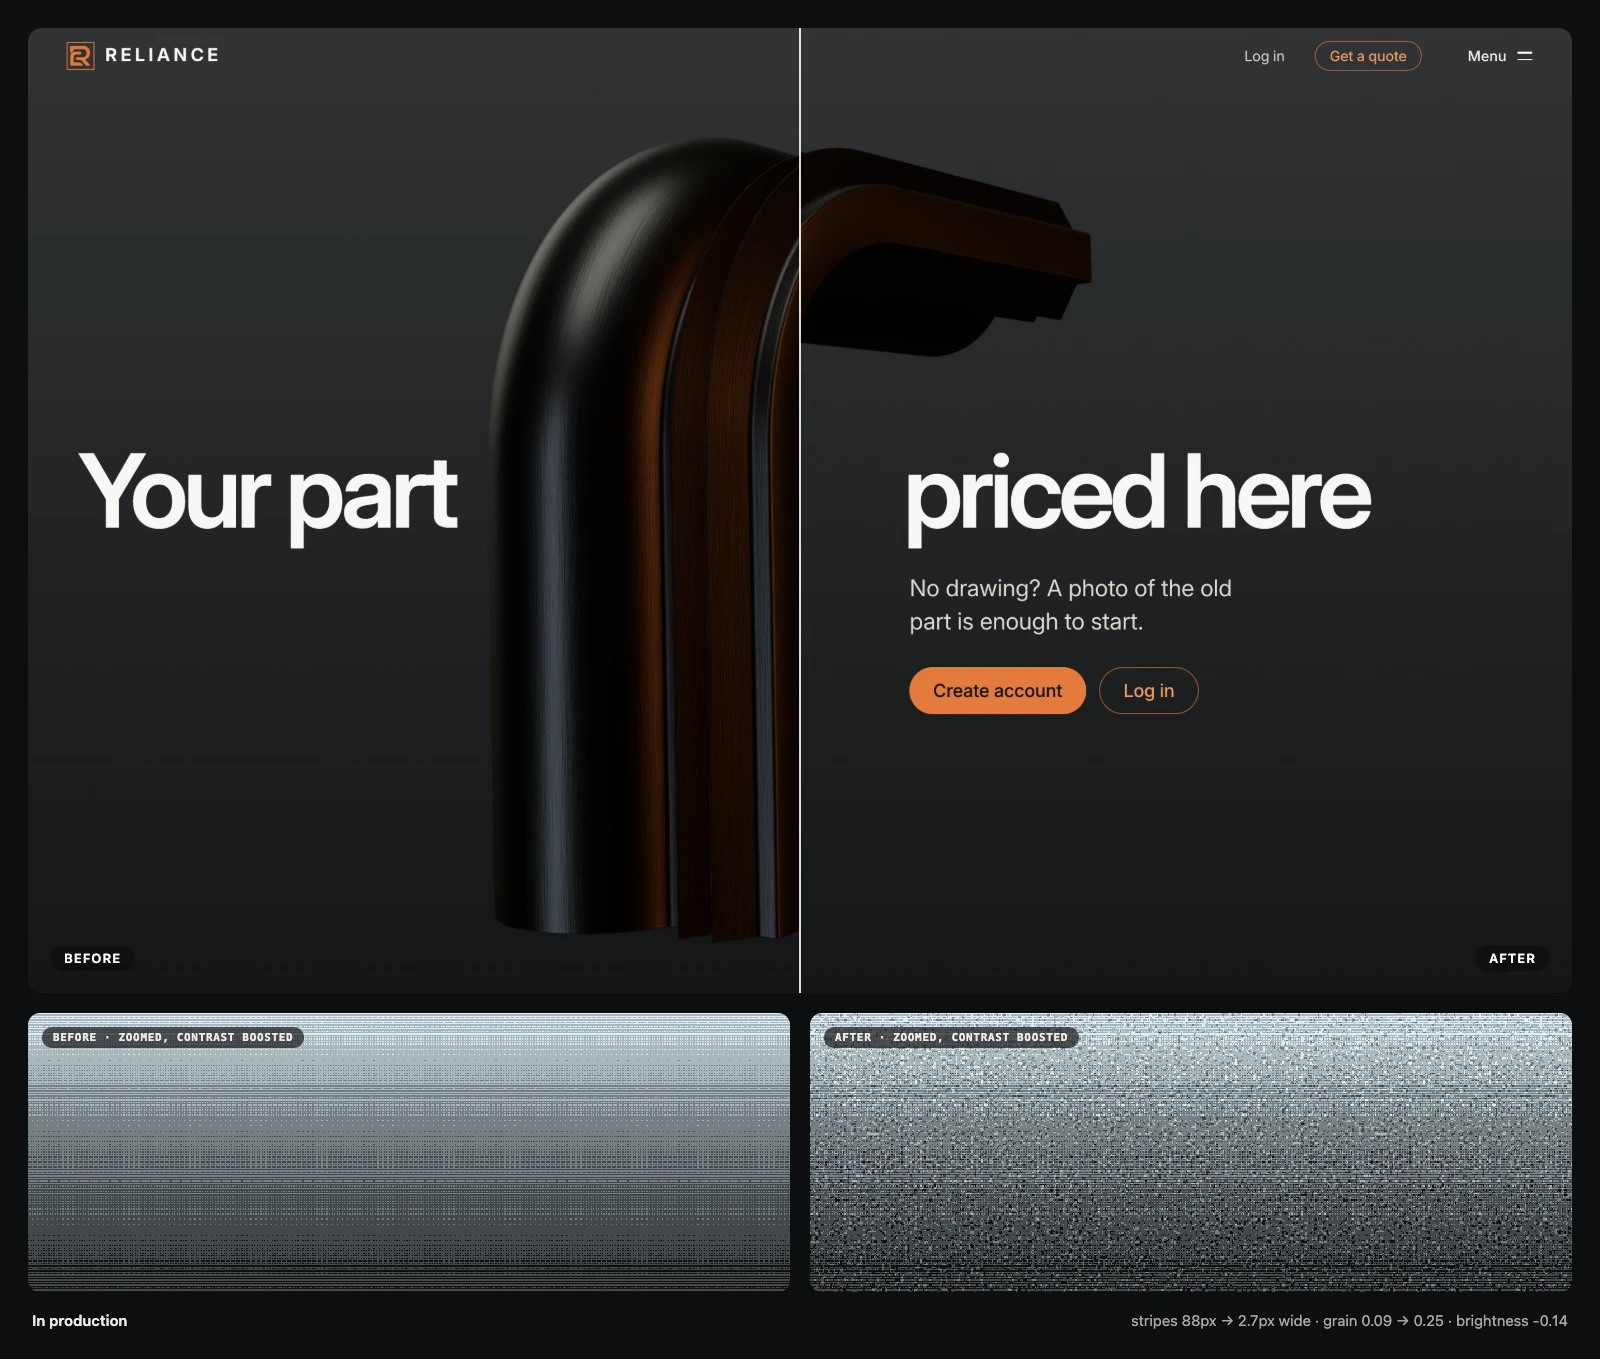 RELIANCE
Log in
Get a quote
Menu
Your part
priced here
No drawing? A photo of the old
part is enough to start.
Create account
Log in
BEFORE
AFTER
BEFORE · ZOOMED, CONTRAST BOOSTED
AFTER · ZOOMED, CONTRAST BOOSTED
In production
stripes 88px → 2.7px wide · grain 0.09 → 0.25 · brightness -0.14